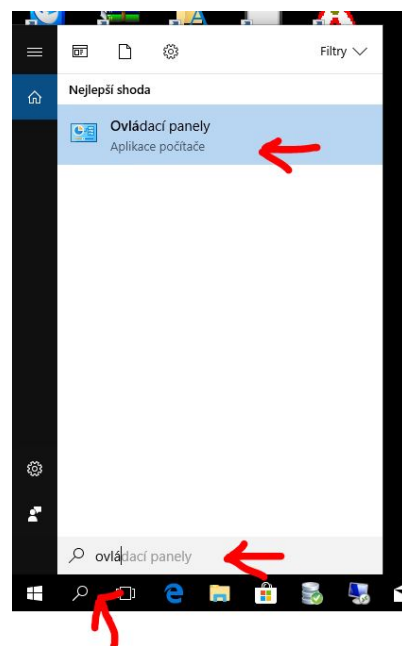 Filtry
Nejlepší shoda
Ovládací panely
Aplikace počítače
ovládací panely